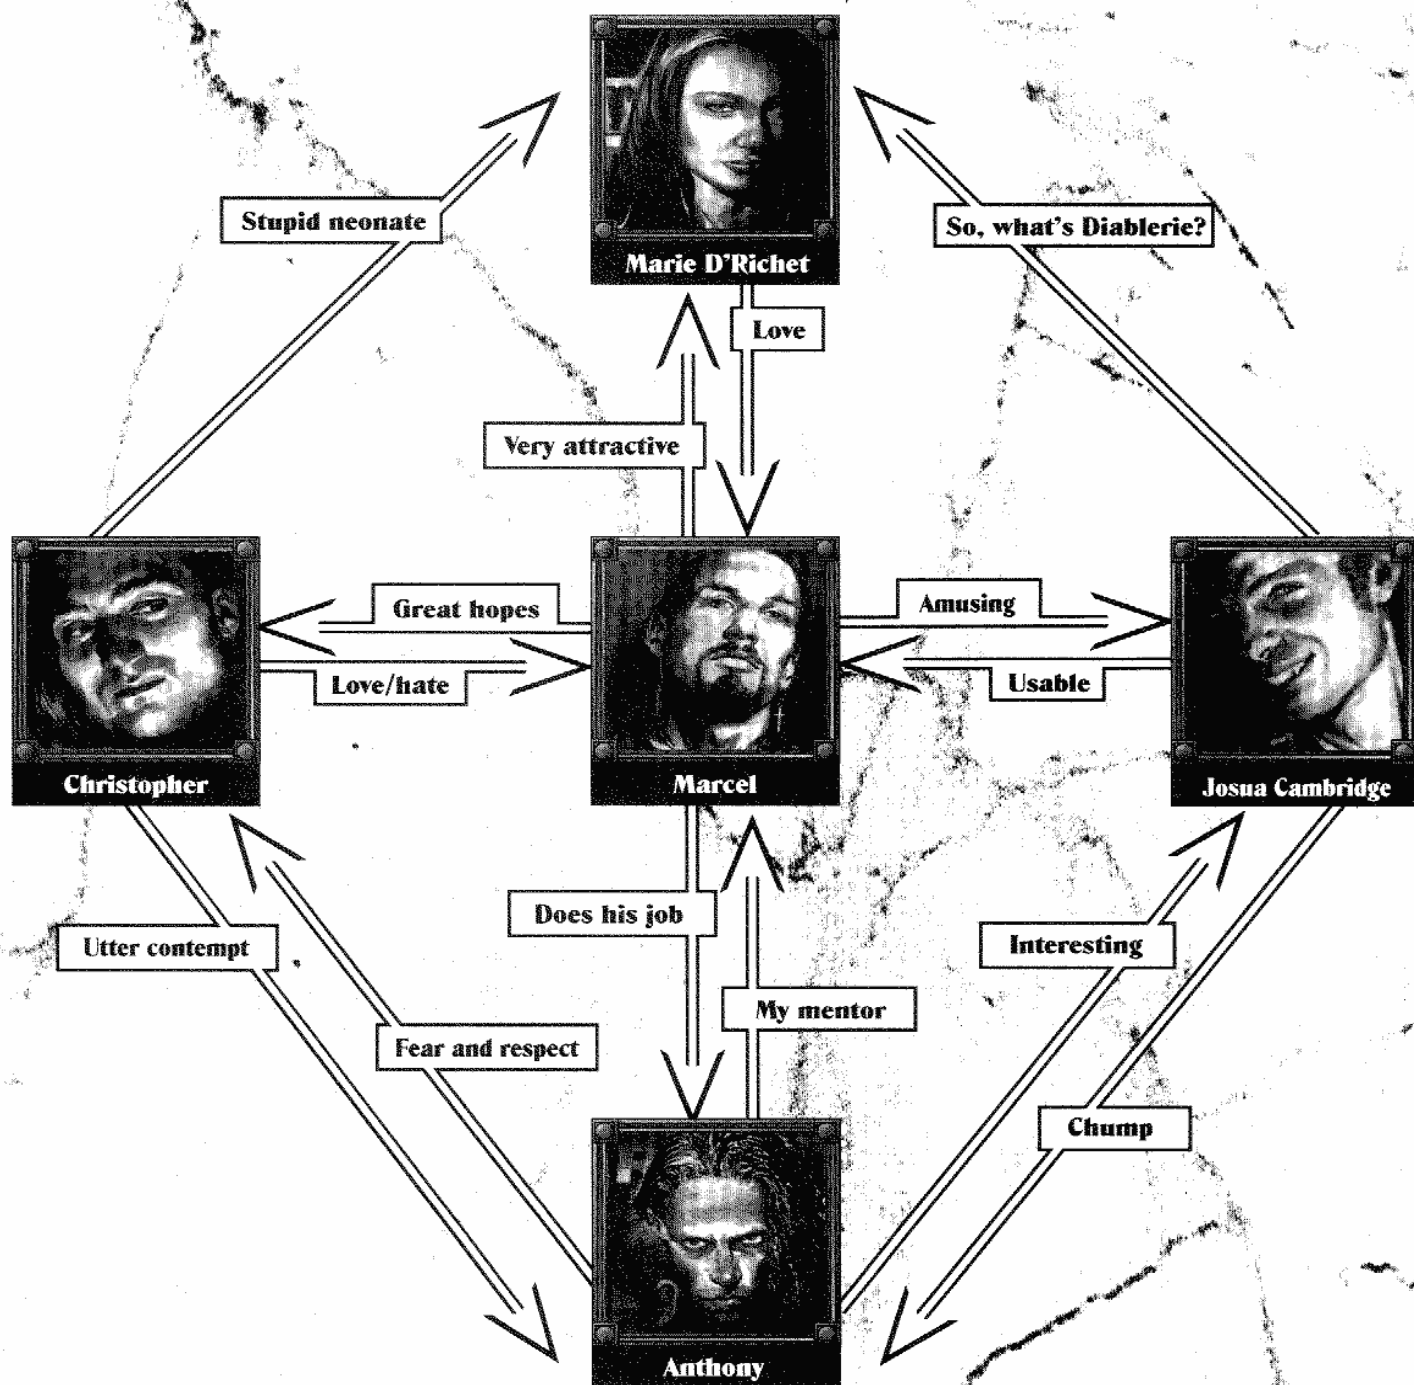 Stupid neonate
So, what's Diablerie?
Marie D'Richet
Love
Very attractive
Great hopes
Amusing
Love/hate
Usable
Christopher
Marcel
Josua Cambridge
Does his job
Utter contempt
Interesting
My mentor
Fear and respect
Chump
Anthony